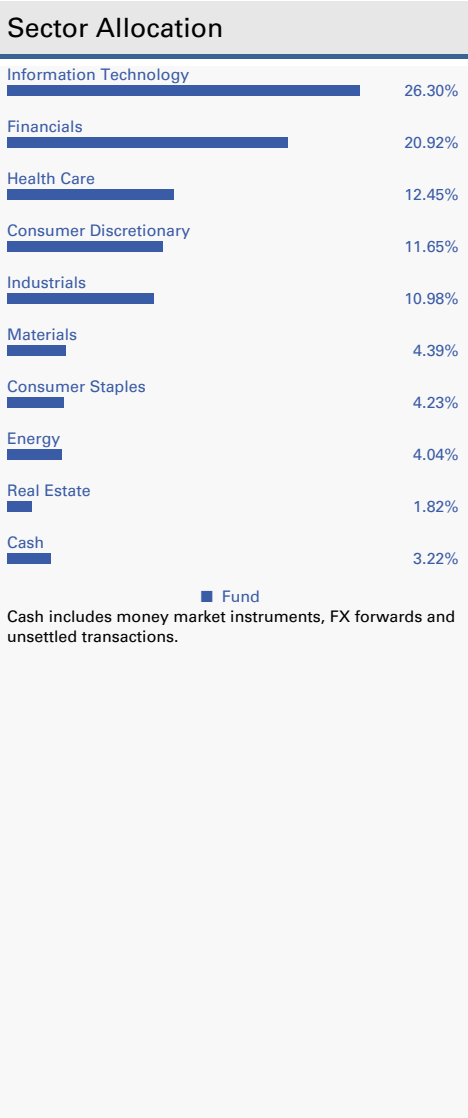 Sector Allocation
Information Technology
26.30%
Financials
20.92%
Health Care
12.45%
Consumer Discretionary
11.65%
Industrials
10.98%
Materials
4.39%
Consumer Staples
4.23%
Energy
4.04%
Real Estate
1.82%
Cash
3.22%
Fund
Cash includes money market instruments, FX forwards and
unsettled transactions.